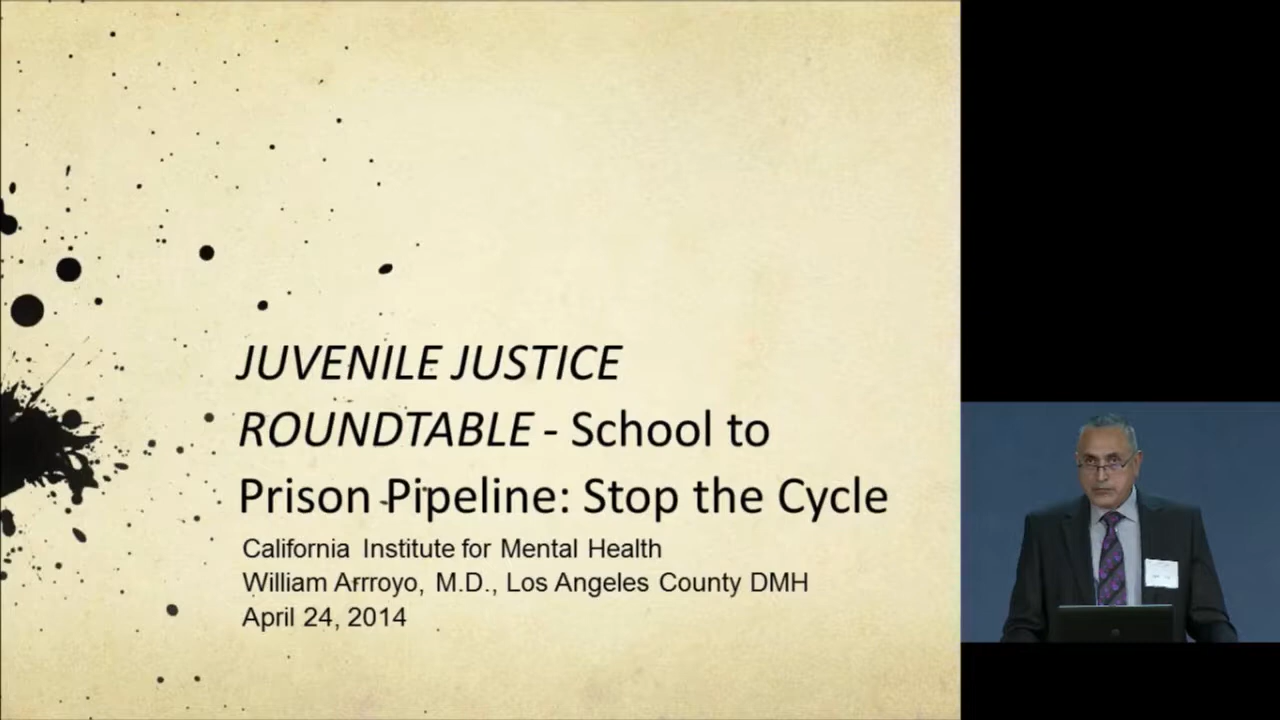 JUVENILE JUSTICE
ROUNDTABLE - School to
Prison Pipeline: Stop the Cycle
California Institute for Mental Health
William Arrroyo, M.D., Los Angeles County DMH
April 24, 2014